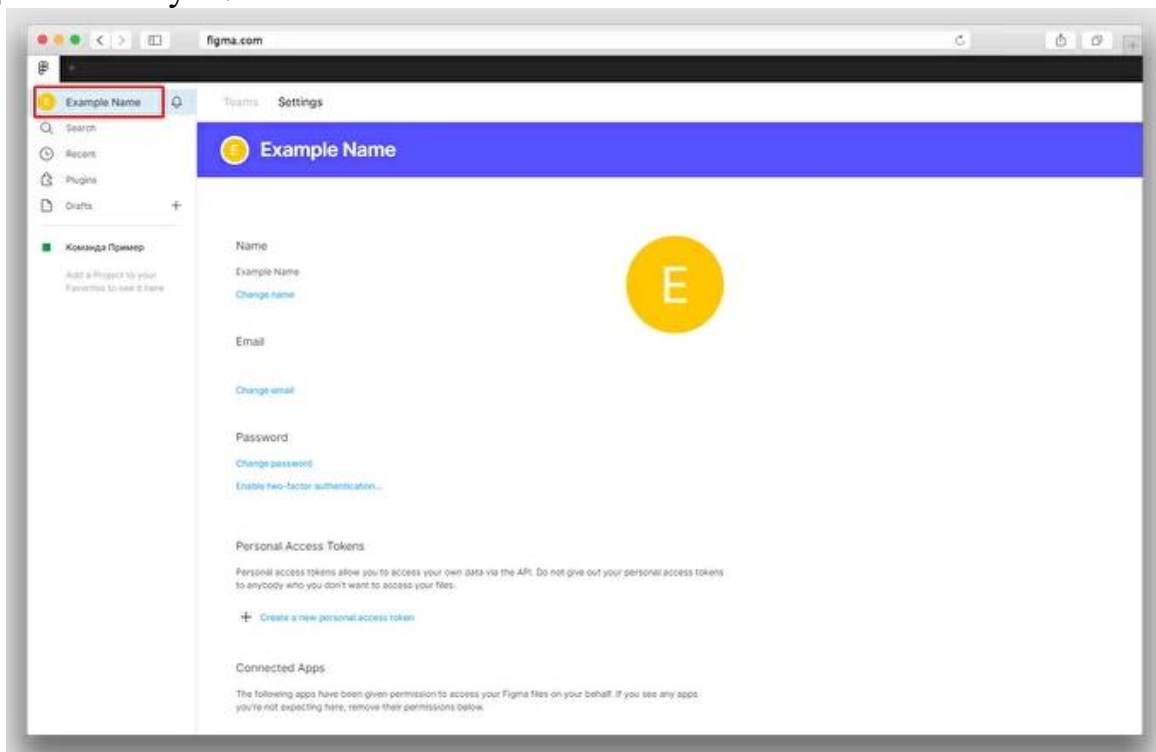 figma.com
Example Name
Search
Recent
Plugins
Drafts
Команда Пример
Add a Project to your
Favorites to see it here
Teams Settings
E Example Name
Name
Example Name
Change name
E
Email
Change email
Password
Change password
Enable two-factor authentication...
Personal Access Tokens
Personal access tokens allow you to access your own data via the API. Do not give out your personal access tokens
to anybody who you don't want to access your files.
Create a new personal access token
Connected Apps
The following apps have been given permission to access your Figma files on your behalf. If you see any apps
you're not expecting here, remove their permissions below.